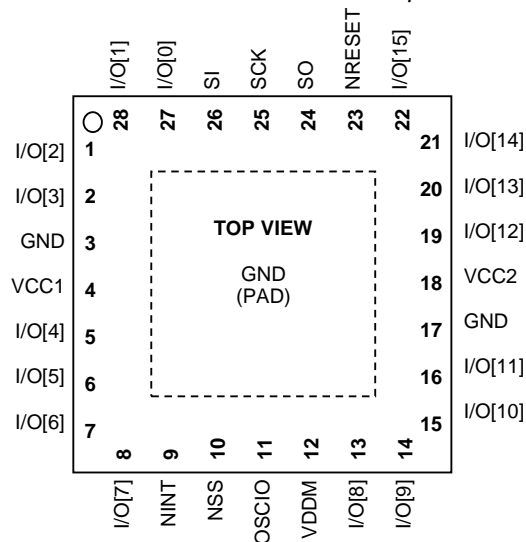 I/O[1]
I/O[0]
SI
SCK
SO
NRESET
I/O[15]
28
27
26
25
24
23
22
I/O[2] 1
I/O[3] 2
GND 3
VCC1 4
I/O[4] 5
I/O[5] 6
I/O[6] 7
TOP VIEW
GND
(PAD)
21 I/O[14]
20 I/O[13]
19 I/O[12]
18 VCC2
17 GND
16 I/O[11]
15 I/O[10]
8
9
10
11
12
13
14
I/O[7]
NINT
NSS
OSCIO
VDDM
I/O[8]
I/O[9]